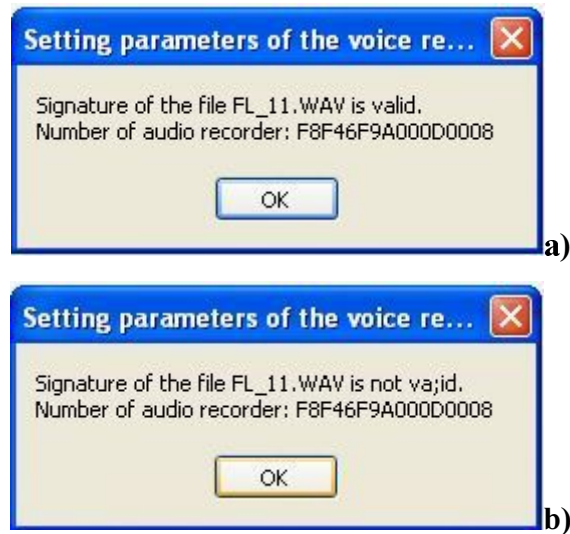 Setting parameters of the voice re...
Signature of the file FL_11.WAV is valid.
Number of audio recorder: F8F46F9A000D0008
OK
a)
Setting parameters of the voice re...
Signature of the file FL_11.WAV is not va;id.
Number of audio recorder: F8F46F9A000D0008
OK
b)